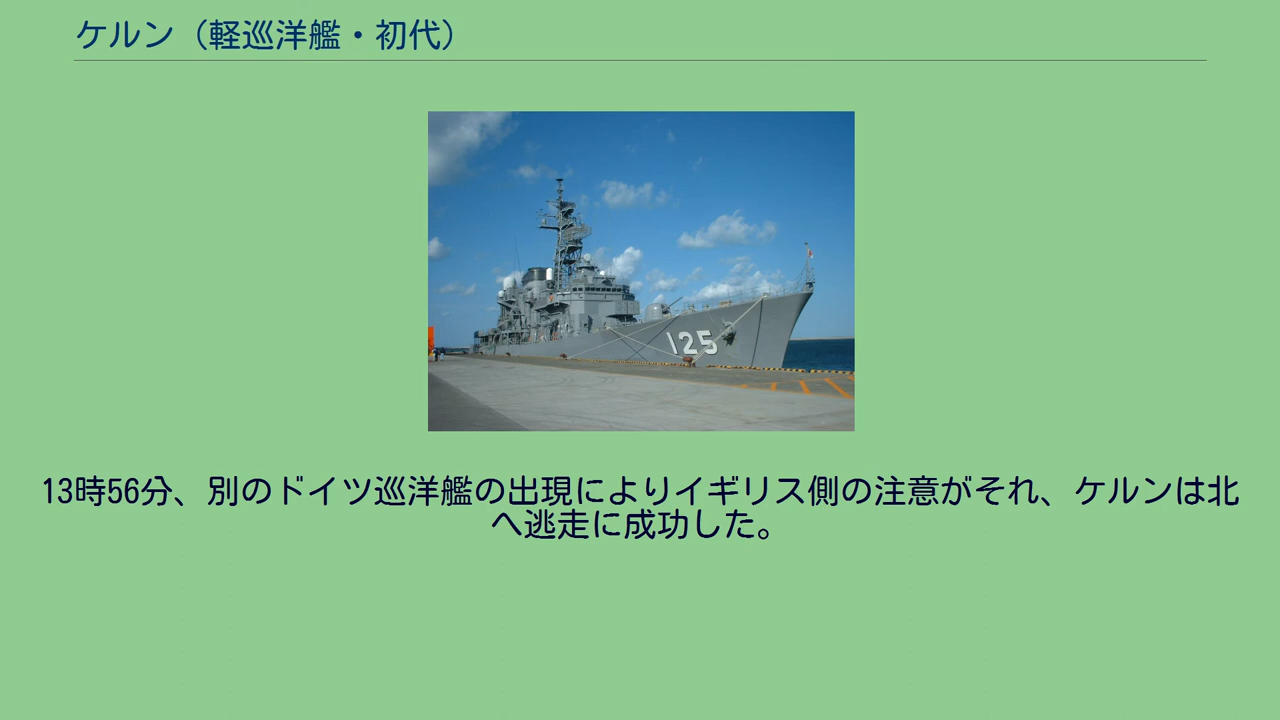 ケルン（軽巡洋艦・初代）
125
13時56分、別のドイツ巡洋艦の出現によりイギリス側の注意がそれ、ケルンは北
へ逃走に成功した。